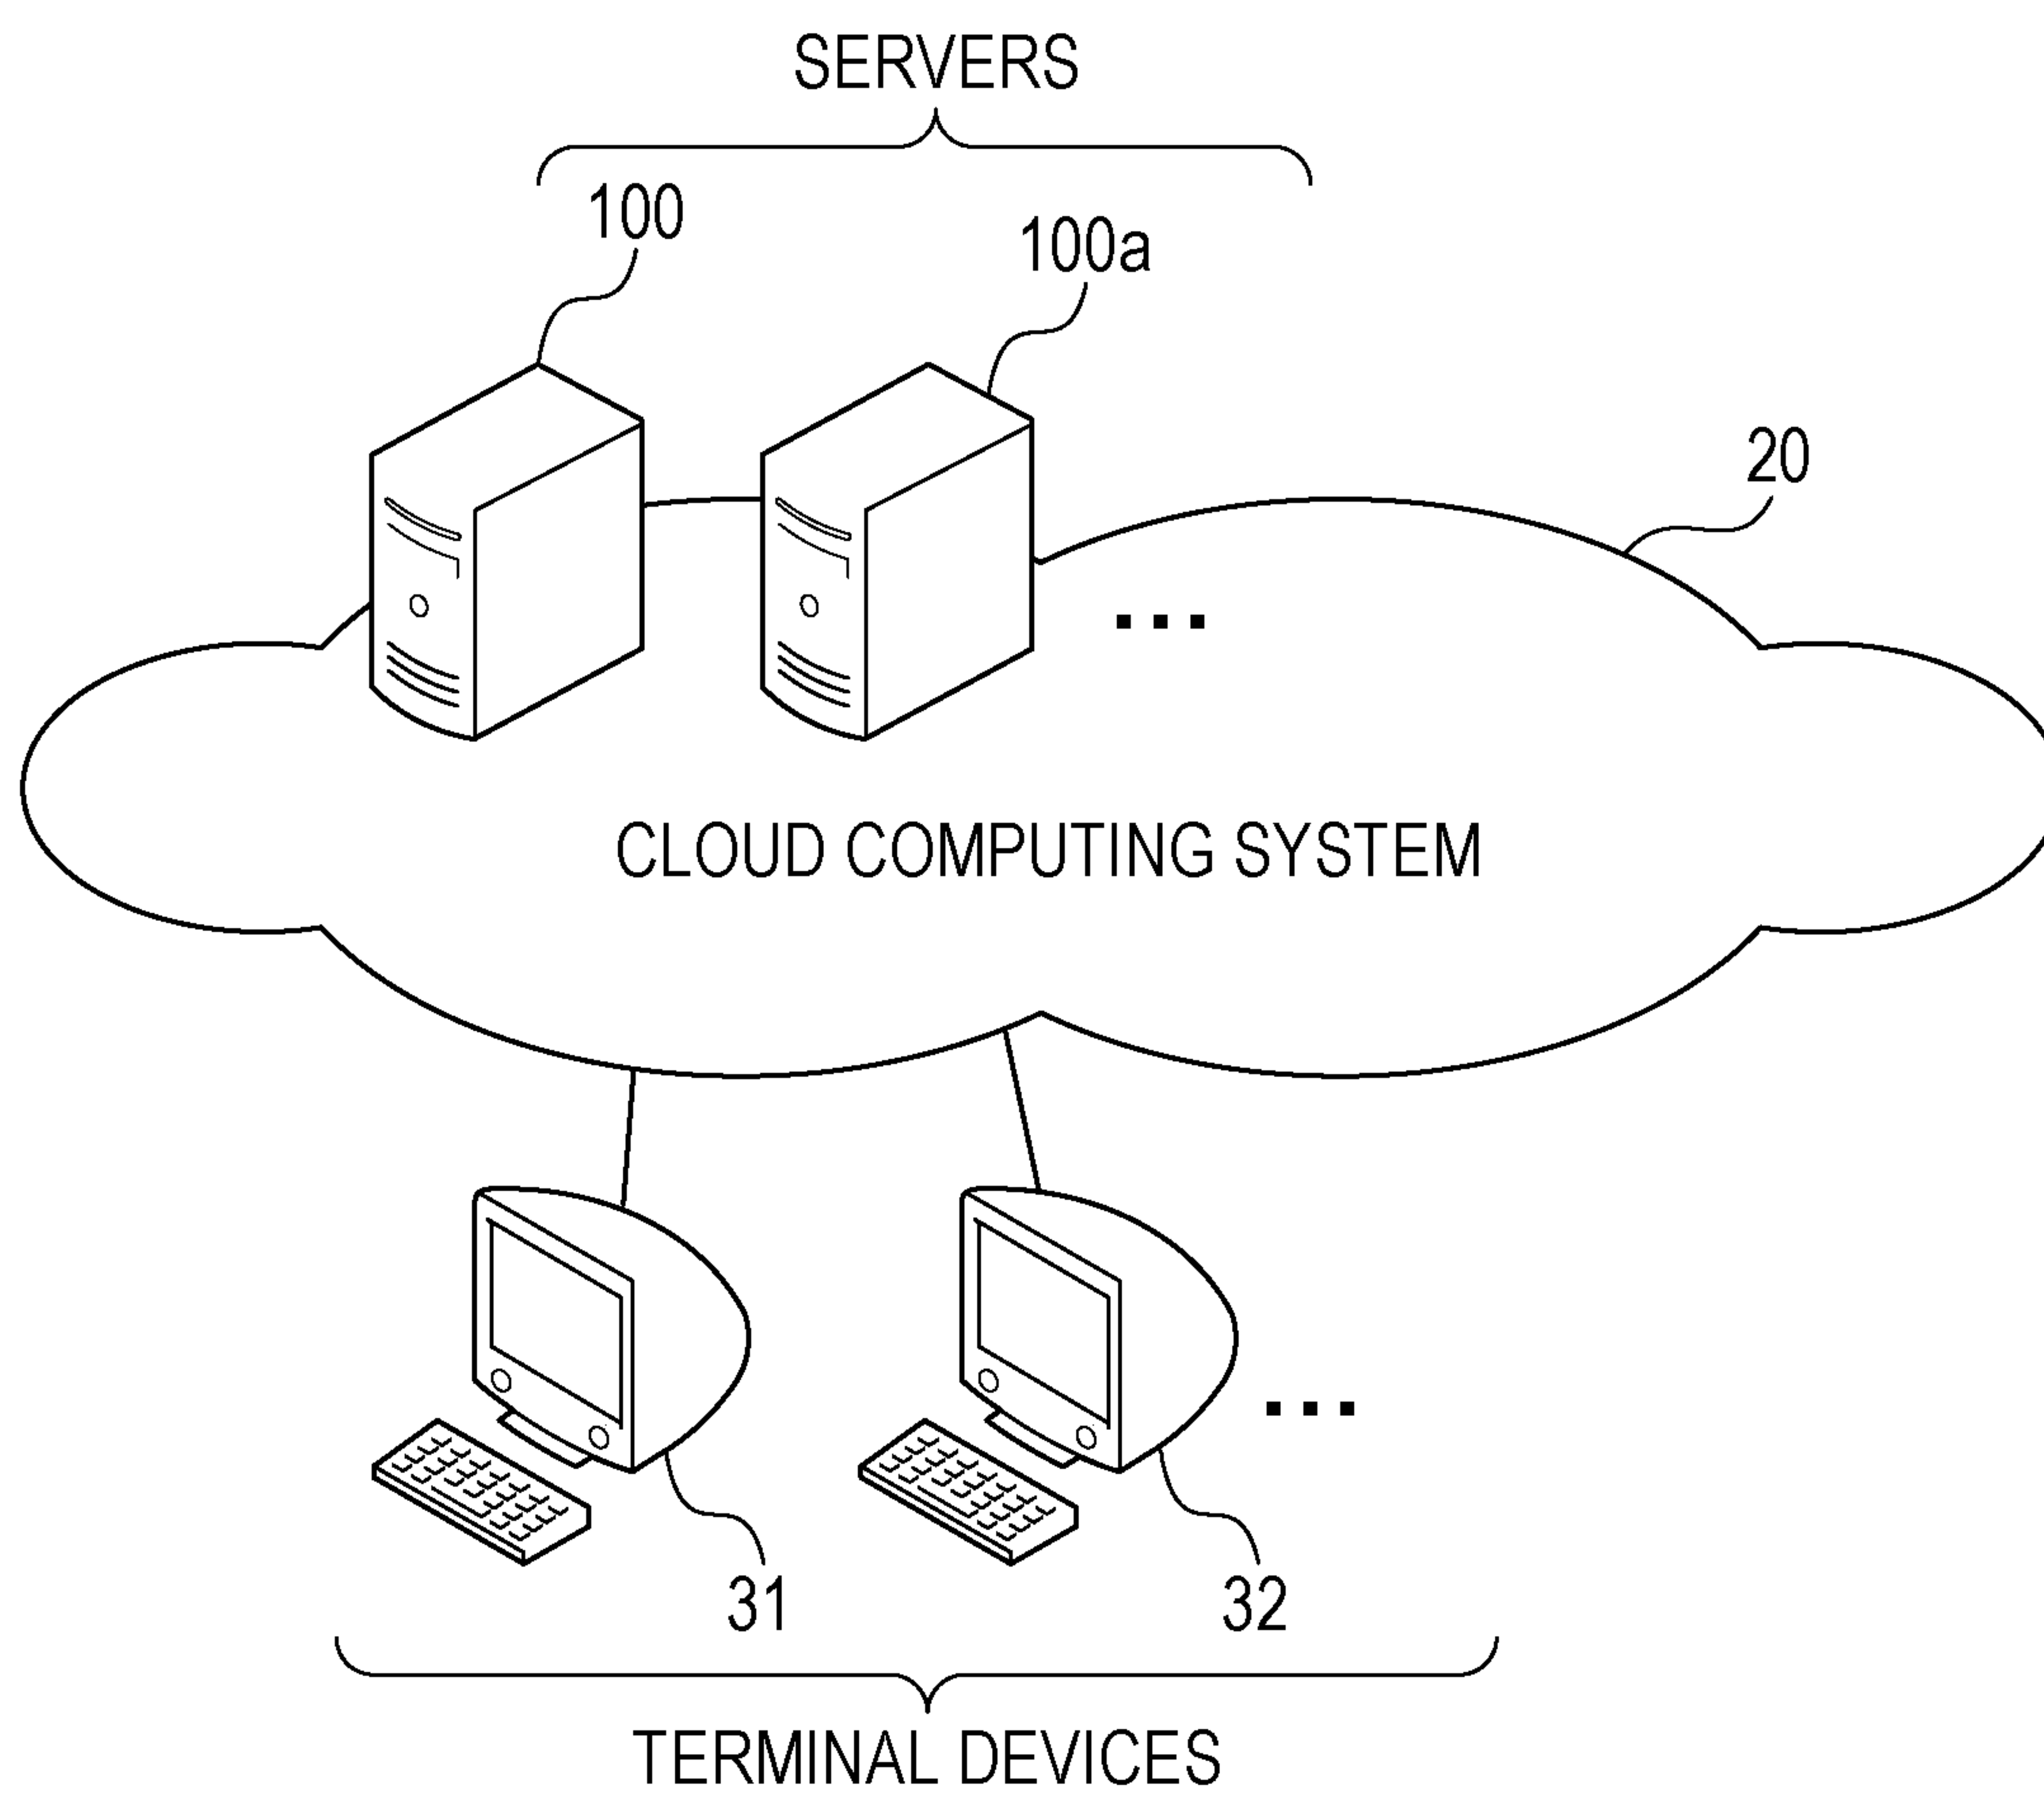 SERVERS
100
100a
20
...
CLOUD COMPUTING SYSTEM
...
31
32
TERMINAL DEVICES